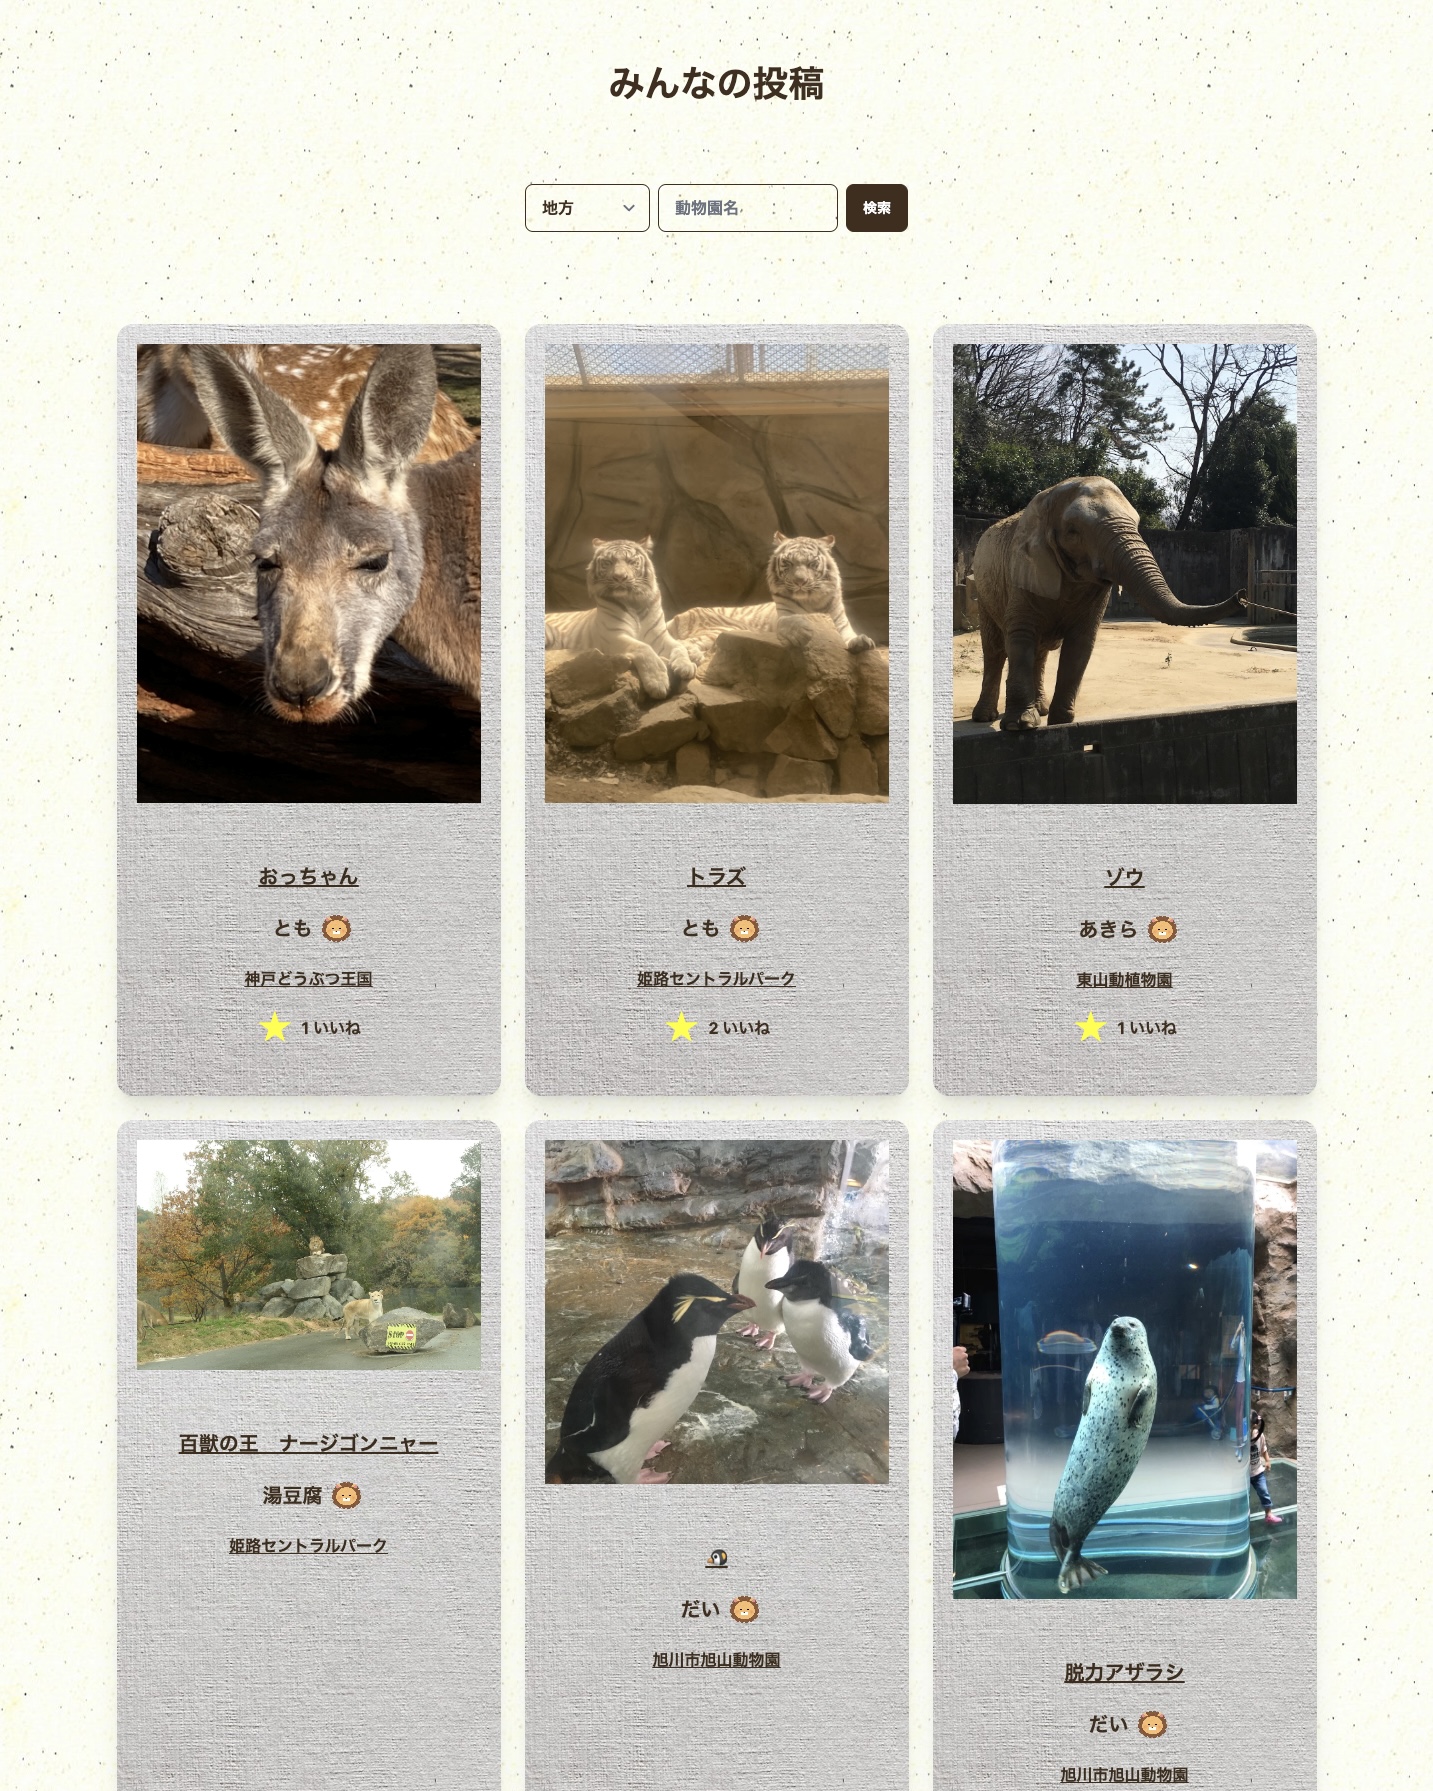 みんなの投稿
地方
動物園名
検索
おっちゃん
とも
神戸どうぶつ王国
1 いいね
トラズ
とも
姫路セントラルパーク
2 いいね
ゾウ
あきら
東山動植物園
1 いいね
STOP
百獣の王　ナージゴンニャー
湯豆腐
姫路セントラルパーク
🐧
だい
旭川市旭山動物園
脱力アザラシ
だい
旭川市旭山動物園